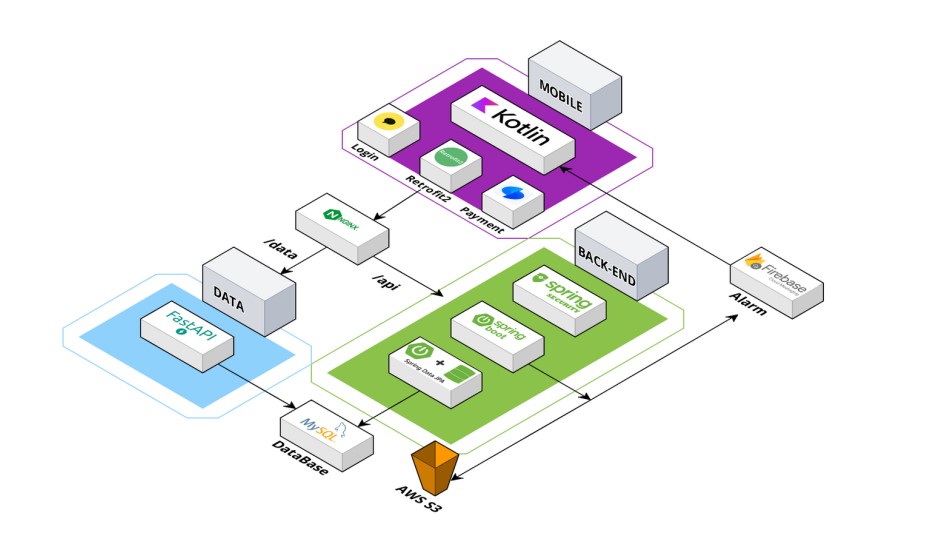 MOBILE
Kotlin
Login
Retrofit2
Retrofit2
Payment
NGINX
/data
/api
BACK-END
DATA
spring
SECURITY
Firebase
Alarm
spring
boot
FastAPI
+
Spring Data JPA
MySQL
DataBase
AWS S3